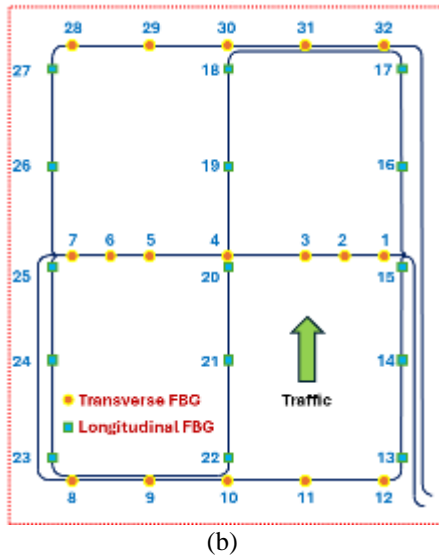 28 29 30 31 32
27 18 17
26 19 16
7 6 5 4 3 2 1
25 20 15
24 21 14
Transverse FBG
Traffic
Longitudinal FBG
23 22 13
8 9 10 11 12
(b)